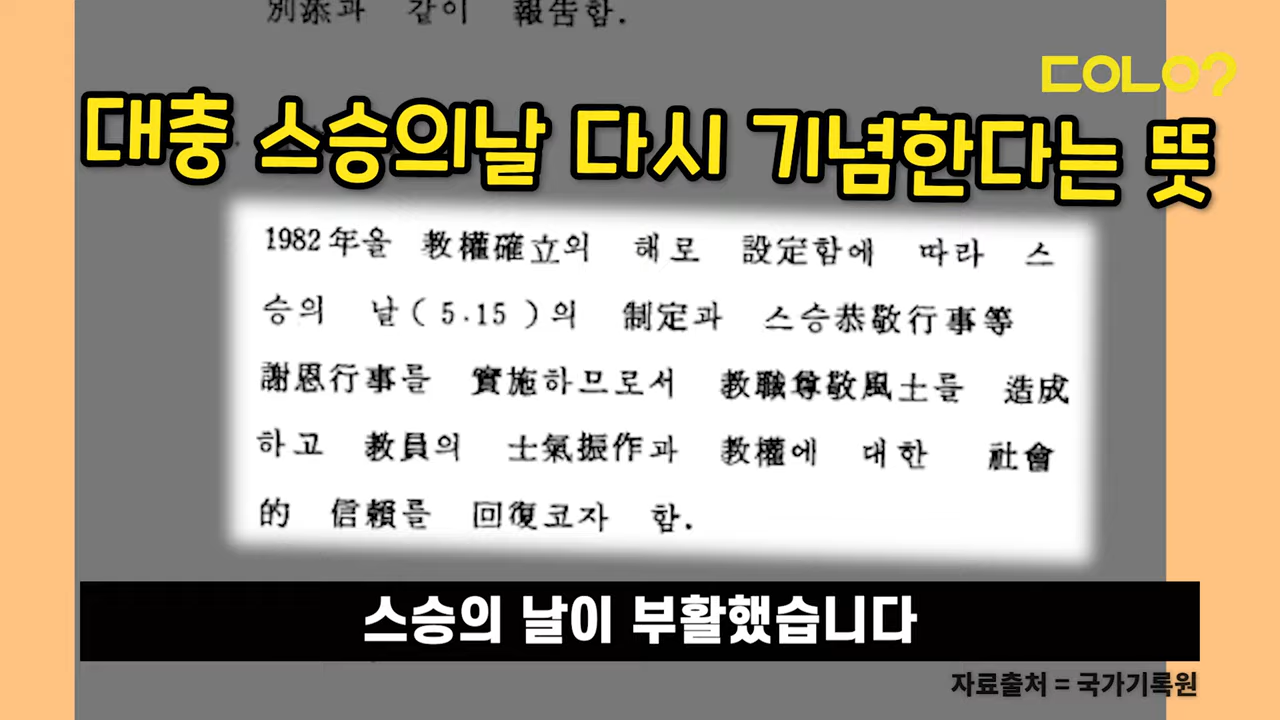 別添과 같이 報告함.
ㄷㅇㄴㅇ?
대충 스승의날 다시 기념한다는 뜻
1982年을 教權確立의 해로 設定함에 따라 스
승의 날(5.15)의 制定과 스승恭敬行事等
謝恩行事를 實施하므로서 教職尊敬風土를 造成
하고 教員의 士氣振作과 教權에 대한 社會
的 信賴를 回復코자 함.
스승의 날이 부활했습니다
자료출처 = 국가기록원